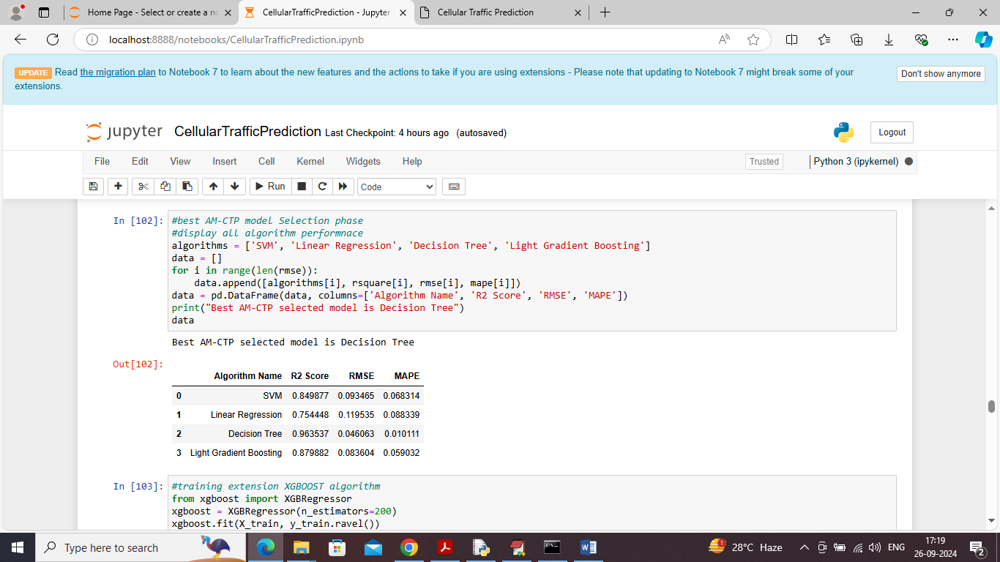 Home Page - Select or create a no
CellularTrafficPrediction - Jupyter
Cellular Traffic Prediction
localhost:8888/notebooks/CellularTrafficPrediction.ipynb
UPDATE Read the migration plan to Notebook 7 to learn about the new features and the actions to take if you are using extensions - Please note that updating to Notebook 7 might break some of your
extensions.
Don't show anymore
jupyter CellularTrafficPrediction Last Checkpoint: 4 hours ago (autosaved)
Logout
File Edit View Insert Cell Kernel Widgets Help
Trusted
Python 3 (ipykernel)
Run
Code
In [102]:
#best AM-CTP model Selection phase
#display all algorithm performnace
algorithms = ['SVM', 'Linear Regression', 'Decision Tree', 'Light Gradient Boosting']
data = []
for i in range(len(rmse)):
    data.append([algorithms[i], rsquare[i], rmse[i], mape[i]])
data = pd.DataFrame(data, columns=['Algorithm Name', 'R2 Score', 'RMSE', 'MAPE'])
print("Best AM-CTP selected model is Decision Tree")
data
Best AM-CTP selected model is Decision Tree
Out[102]:
Algorithm Name R2 Score RMSE MAPE
0 SVM 0.849877 0.093465 0.068314
1 Linear Regression 0.754448 0.119535 0.088339
2 Decision Tree 0.963537 0.046063 0.010111
3 Light Gradient Boosting 0.879882 0.083604 0.059032
In [103]:
#training extension XGBOOST algorithm
from xgboost import XGBRegressor
xgboost = XGBRegressor(n_estimators=200)
xgboost.fit(X_train, y_train.ravel())
Type here to search
1
28°C Haze
ENG
17:19
26-09-2024
2